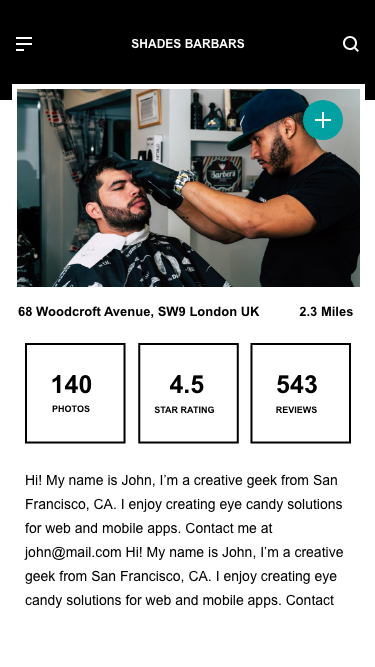 SHADES BARBARS
Barbers
68 Woodcroft Avenue, SW9 London UK
2.3 Miles
140
PHOTOS
4.5
STAR RATING
543
REVIEWS
Hi! My name is John, I'm a creative geek from San
Francisco, CA. I enjoy creating eye candy solutions
for web and mobile apps. Contact me at
john@mail.com Hi! My name is John, I'm a creative
geek from San Francisco, CA. I enjoy creating eye
candy solutions for web and mobile apps. Contact